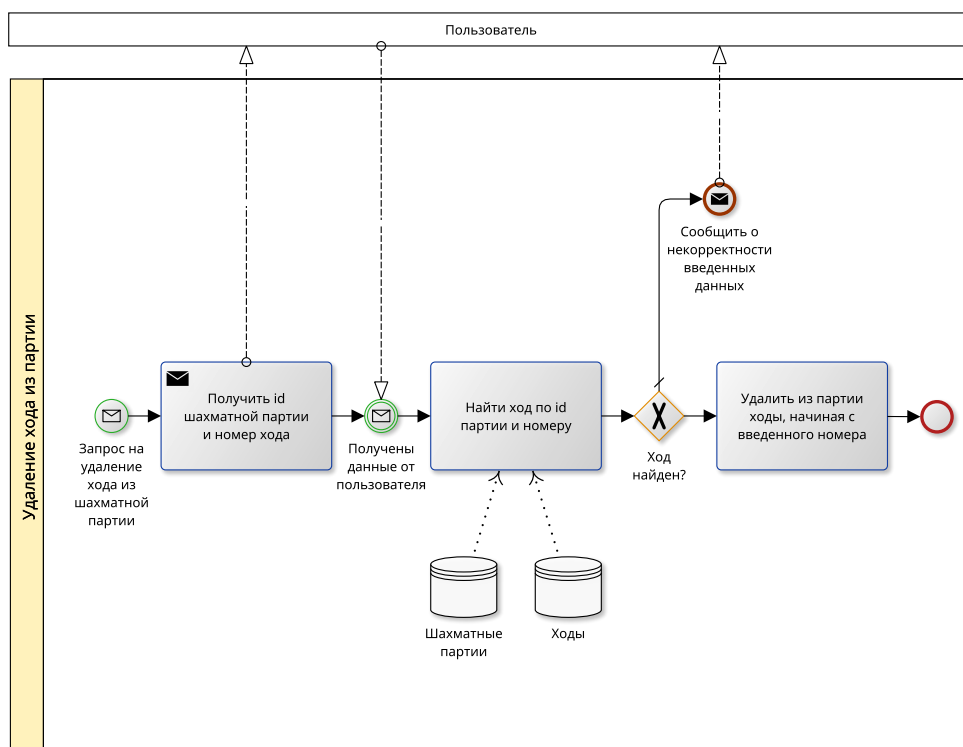 Пользователь
Удаление хода из партии
Сообщить о
некорректности
введенных
данных
Получить id
шахматной партии
и номер хода
Найти ход по id
партии и номеру
Удалить из партии
ходы, начиная с
введенного номера
Запрос на
удаление
хода из
шахматной
партии
Получены
данные от
пользователя
Ход
найден?
Шахматные
партии
Ходы